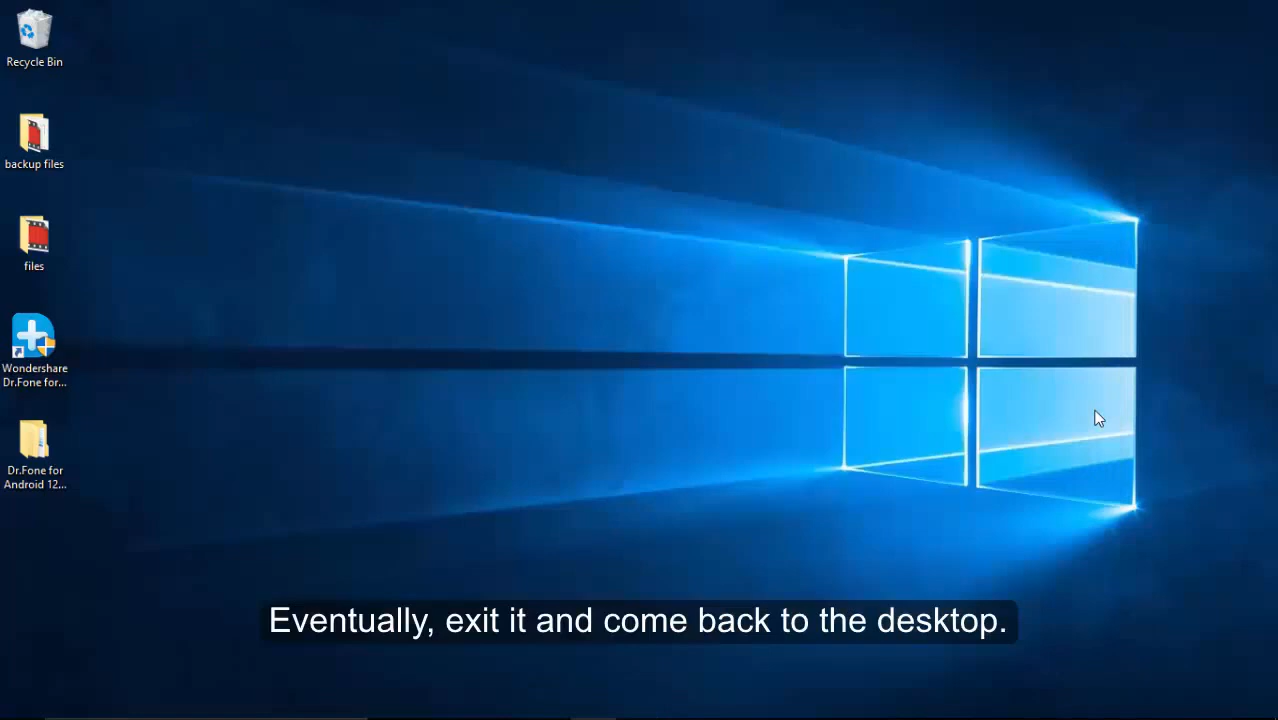 Recycle Bin
backup files
files
Wondershare
Dr.Fone for...
Dr.Fone for
Android 12...
Eventually, exit it and come back to the desktop.